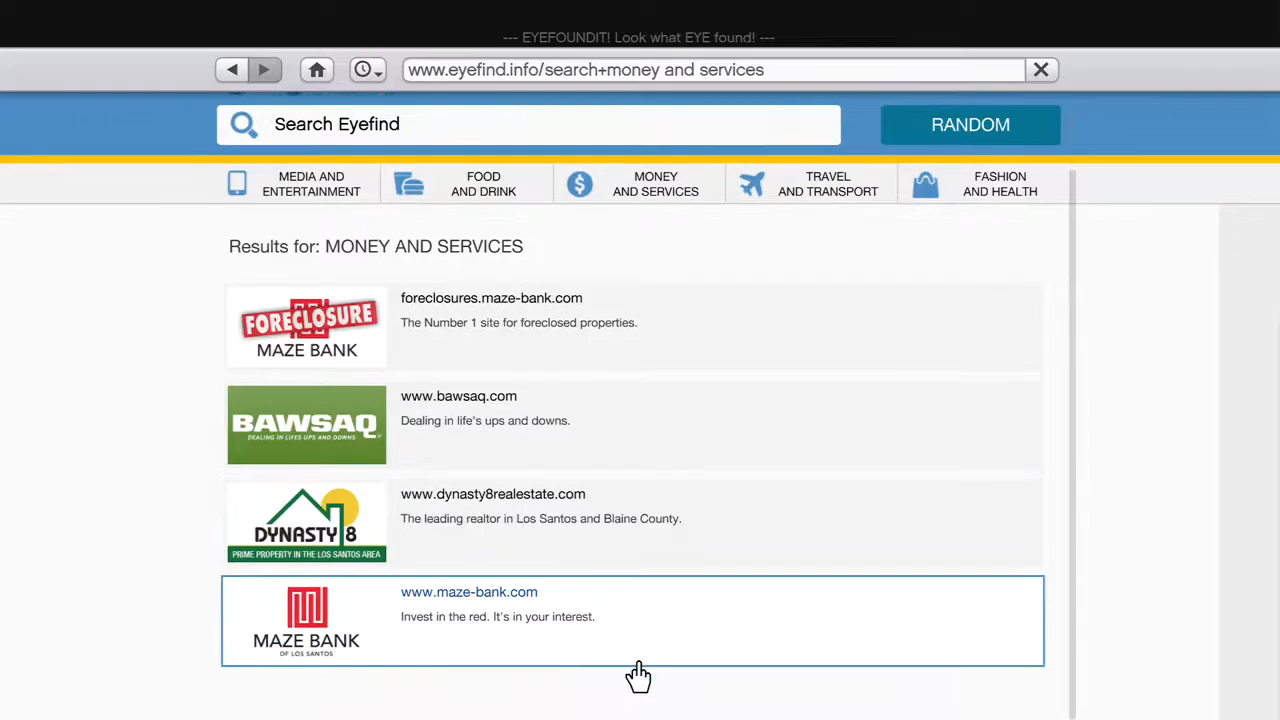 --- EYEFOUNDIT! Look what EYE found! ---
www.eyefind.info/search+money and services
Search Eyefind
RANDOM
MEDIA AND
ENTERTAINMENT
FOOD
AND DRINK
MONEY
AND SERVICES
TRAVEL
AND TRANSPORT
FASHION
AND HEALTH
Results for: MONEY AND SERVICES
FORECLOSURE
MAZE BANK
foreclosures.maze-bank.com
The Number 1 site for foreclosed properties.
BAWSAQ
DEALING IN LIFE'S UPS AND DOWNS
www.bawsaq.com
Dealing in life's ups and downs.
DYNASTY 8
PRIME PROPERTY IN THE LOS SANTOS AREA
www.dynasty8realestate.com
The leading realtor in Los Santos and Blaine County.
MAZE BANK
OF LOS SANTOS
www.maze-bank.com
Invest in the red. It's in your interest.